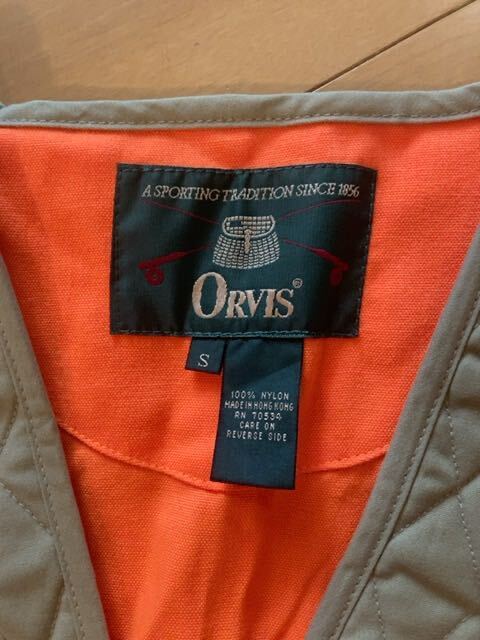 A SPORTING TRADITION SINCE 1856
ORVIS®
S
100% NYLON
MADE IN HONG KONG
RN 70534
CARE ON
REVERSE SIDE